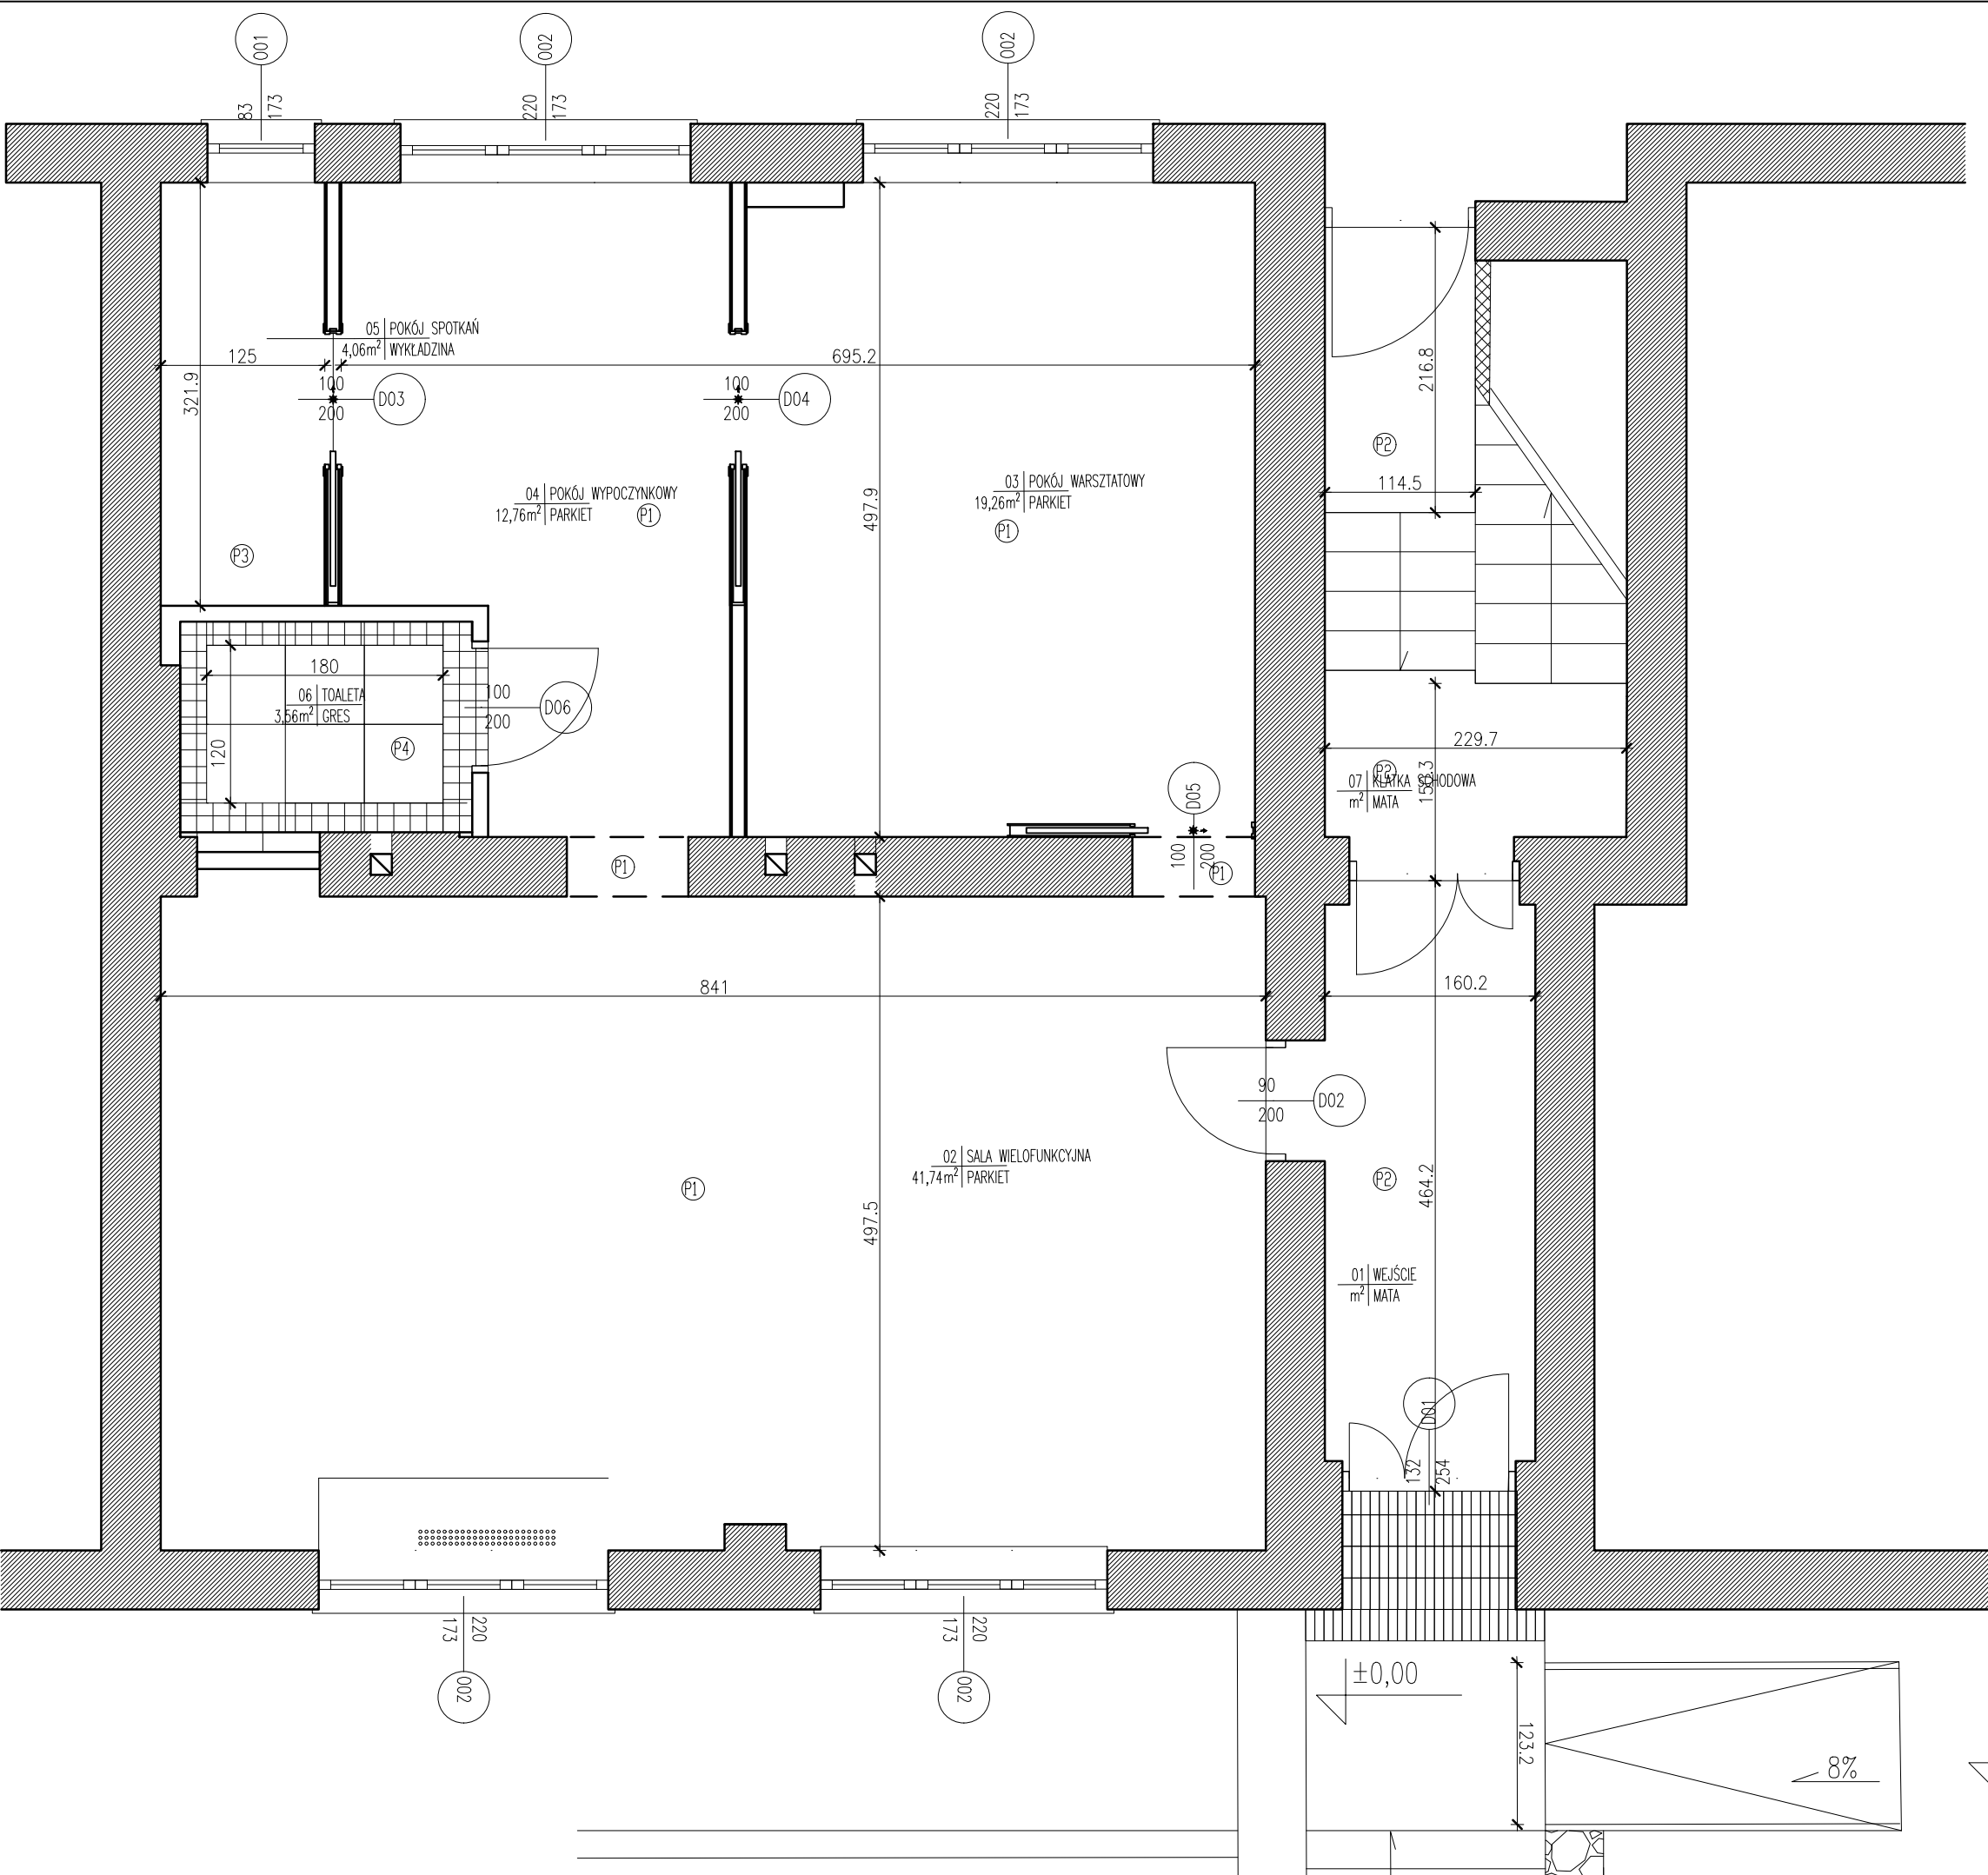 001
002
002
83
173
220
173
220
173
05 POKÓJ SPOTKAŃ
4,06m² WYKŁADZINA
125
695.2
321.9
100
200
D03
100
200
D04
216.8
P2
114.5
04 POKÓJ WYPOCZYNKOWY
12,76m² PARKIET
P1
497.9
03 POKÓJ WARSZTATOWY
19,26m² PARKIET
P1
P3
180
06 TOALETA
3,56m² GRES
120
P4
100
200
D06
229.7
P2
07 KLATKA SCHODOWA
m² MATA
D05
100
200
P1
P1
841
160.2
90
200
D02
02 SALA WIELOFUNKCYJNA
41,74m² PARKIET
P1
497.5
P2
464.2
01 WEJŚCIE
m² MATA
D01
132
254
220
173
002
220
173
002
±0,00
123.2
8%